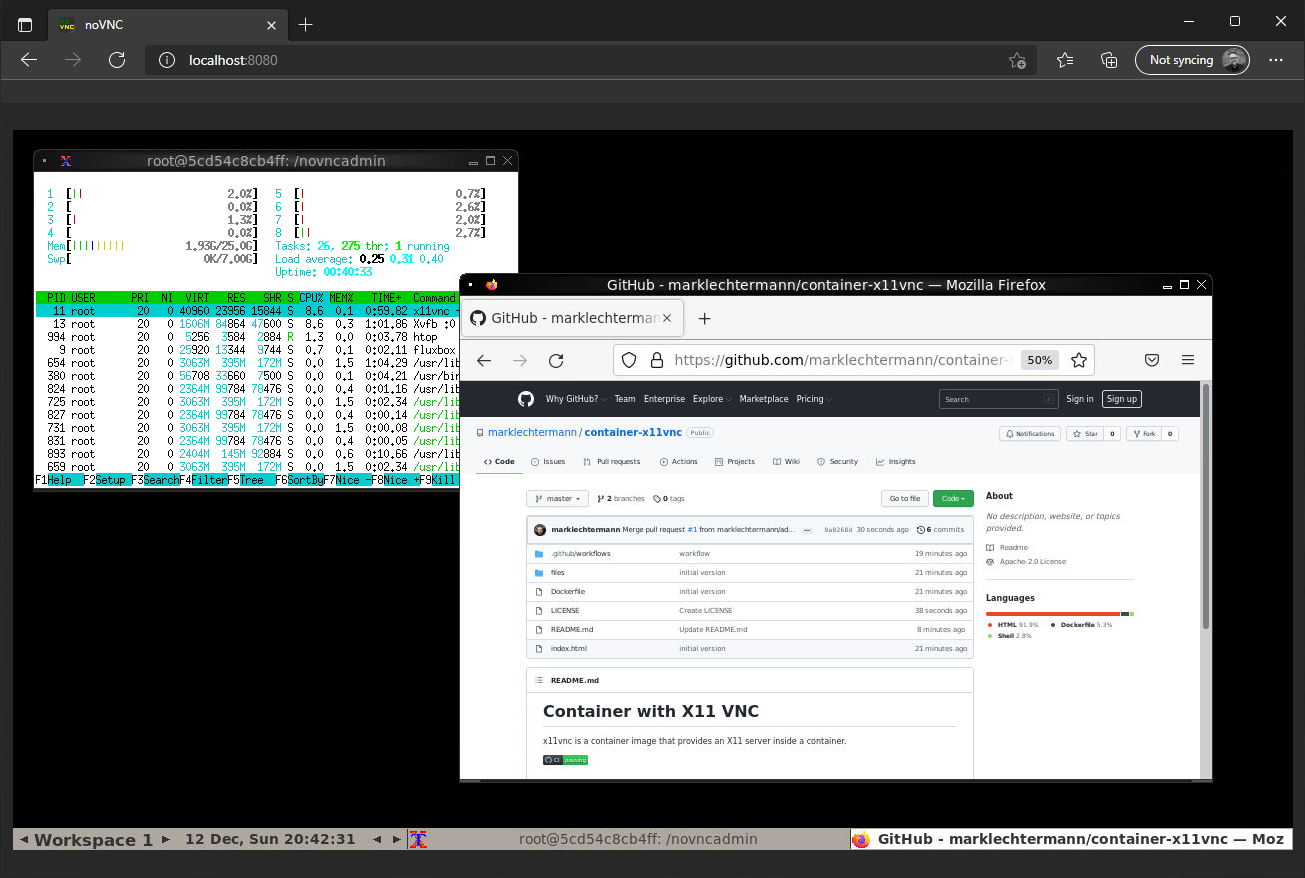 noVNC
localhost:8080
Not syncing
root@5cd54c8cb4ff: /novncadmin
1 [|| 2.0%] 5 [| 0.7%]
2 [ 0.0%] 6 [| 2.6%]
3 [| 1.3%] 7 [| 2.0%]
4 [ 0.0%] 8 [|| 2.7%]
Mem[|||||||||| 1.93G/25.0G] Tasks: 26, 275 thr; 1 running
Swp[ 0K/7.00G] Load average: 0.25 0.31 0.40
Uptime: 00:40:33
PID USER PRI NI VIRT RES SHR S CPU% MEM% TIME+ Command
11 root 20 0 40960 23956 15844 S 8.6 0.1 0:59.82 x11vnc -
13 root 20 0 1606M 84864 47600 S 8.6 0.3 1:01.86 Xvfb :0
994 root 20 0 5256 3584 2884 R 1.3 0.0 0:03.78 htop
9 root 20 0 25920 13344 9744 S 0.7 0.1 0:02.11 fluxbox
654 root 20 0 3063M 395M 172M S 0.0 1.5 1:04.29 /usr/lib
380 root 20 0 56708 33660 7500 S 0.0 0.1 0:04.21 /usr/bin
824 root 20 0 2364M 99784 78476 S 0.0 0.4 0:01.16 /usr/lib
725 root 20 0 3063M 395M 172M S 0.0 1.5 0:02.34 /usr/lib
827 root 20 0 2364M 99784 78476 S 0.0 0.4 0:00.14 /usr/lib
731 root 20 0 3063M 395M 172M S 0.0 1.5 0:00.08 /usr/lib
831 root 20 0 2364M 99784 78476 S 0.0 0.4 0:00.05 /usr/lib
893 root 20 0 2404M 145M 92884 S 0.0 0.6 0:10.66 /usr/lib
659 root 20 0 3063M 395M 172M S 0.0 1.5 0:02.34 /usr/lib
F1Help F2Setup F3SearchF4FilterF5Tree F6SortByF7Nice -F8Nice +F9Kill
GitHub - marklechtermann/container-x11vnc — Mozilla Firefox
GitHub - marklechterman
https://github.com/marklechtermann/container- 50%
Why GitHub? Team Enterprise Explore Marketplace Pricing Search / Sign in Sign up
marklechtermann / container-x11vnc Public Notifications Star 0 Fork 0
Code Issues Pull requests Actions Projects Wiki Security Insights
master 2 branches 0 tags Go to file Code
marklechtermann Merge pull request #1 from marklechtermann/ad... 9a0268d 30 seconds ago 6 commits
.github/workflows workflow 19 minutes ago
files initial version 21 minutes ago
Dockerfile initial version 21 minutes ago
LICENSE Create LICENSE 38 seconds ago
README.md Update README.md 8 minutes ago
index.html initial version 21 minutes ago
README.md
Container with X11 VNC
x11vnc is a container image that provides an X11 server inside a container.
CI passing
About
No description, website, or topics
provided.
Readme
Apache-2.0 License
Languages
HTML 91.9% Dockerfile 5.3%
Shell 2.8%
Workspace 1 12 Dec, Sun 20:42:31 root@5cd54c8cb4ff: /novncadmin GitHub - marklechtermann/container-x11vnc — Moz